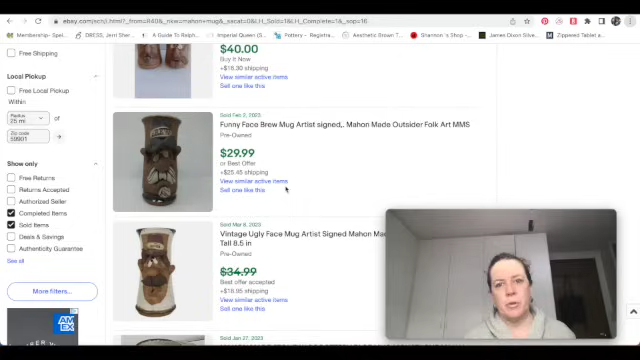 ebay.com/sch/i.html?_from=R40&_nkw=mahon+mug&_sacat=0&LH_Sold=1&LH_Complete=1&_sop=16
Membership- Spee...
DRESS, Jerri Sher...
A Guide To Ralph...
Imperial Queen (S...
Pottery - Registra...
Aesthetic Brown T...
Shannon's Shop -
James Dixon Silver...
Zippered Tablet a...
Free Shipping
Local Pickup
Free Local Pickup
Within
Radius
25 mi
of
Zip code
59901
Show only
Free Returns
Returns Accepted
Authorized Seller
Completed Items
Sold Items
Deals & Savings
Authenticity Guarantee
See all
More filters...
AM
EX
$40.00
Buy It Now
+$18.30 shipping
View similar active items
Sell one like this
Sold Feb 2, 2023
Funny Face Brew Mug Artist signed,. Mahon Made Outsider Folk Art MMS
Pre-Owned
$29.99
or Best Offer
+$25.45 shipping
View similar active items
Sell one like this
Sold Mar 8, 2023
Vintage Ugly Face Mug Artist Signed Mahon Mad
Tall 8.5 in
Pre-Owned
$34.99
Best offer accepted
+$16.95 shipping
View similar active items
Sell one like this
Sold Jan 27, 2023